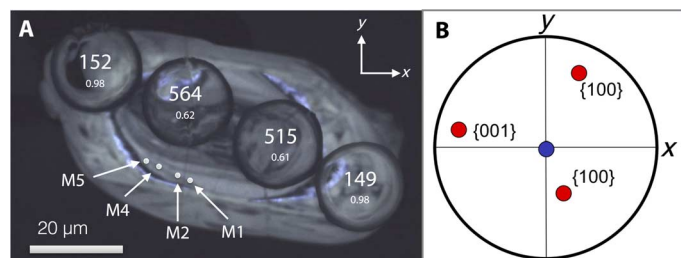 A
y
x
152
0.98
564
0.62
515
0.61
149
0.98
M5
M4
M2
M1
20 µm
B
y
{100}
{001}
x
{100}